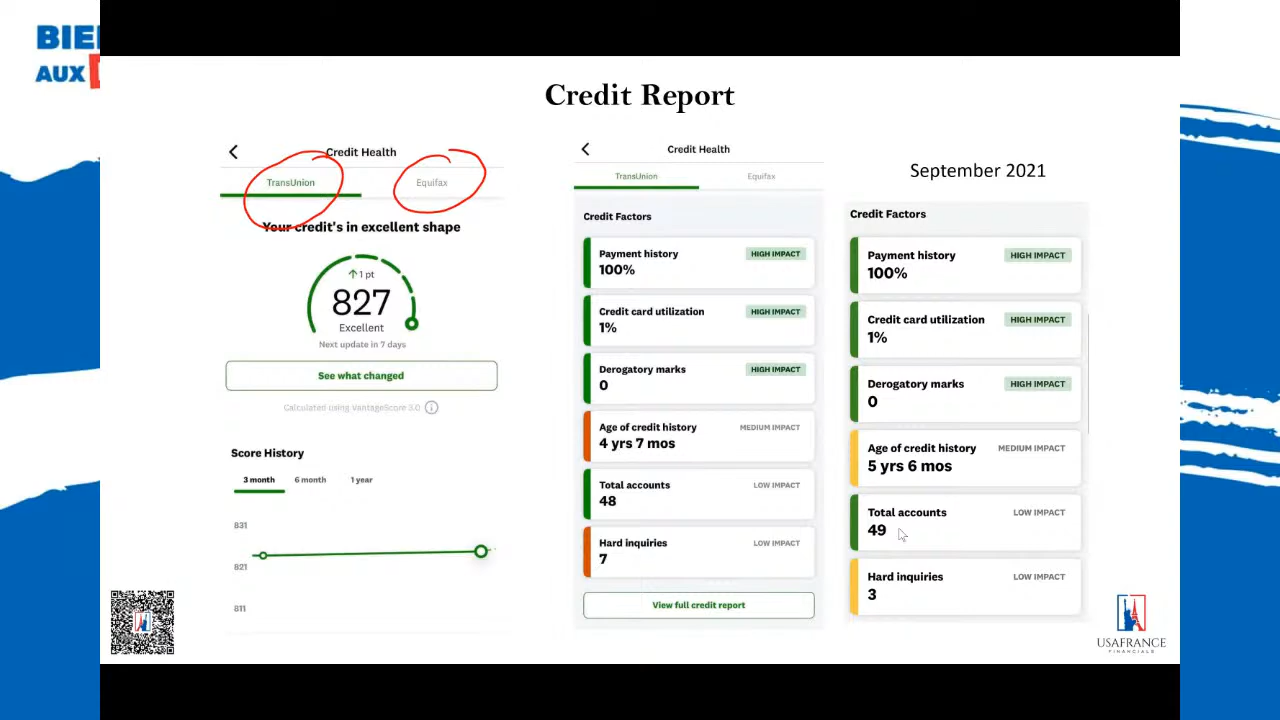 BIE
AUX
Credit Report
Credit Health
TransUnion
Equifax
Your credit's in excellent shape
1 pt
827
Excellent
Next update in 7 days
See what changed
Calculated using VantageScore 3.0
Score History
3 month
6 month
1 year
831
821
811
Credit Health
TransUnion
Equifax
Credit Factors
Payment history
HIGH IMPACT
100%
Credit card utilization
HIGH IMPACT
1%
Derogatory marks
HIGH IMPACT
0
Age of credit history
MEDIUM IMPACT
4 yrs 7 mos
Total accounts
LOW IMPACT
48
Hard inquiries
LOW IMPACT
7
View full credit report
September 2021
Credit Factors
Payment history
HIGH IMPACT
100%
Credit card utilization
HIGH IMPACT
1%
Derogatory marks
HIGH IMPACT
0
Age of credit history
MEDIUM IMPACT
5 yrs 6 mos
Total accounts
LOW IMPACT
49
Hard inquiries
LOW IMPACT
3
USAFRANCE
FINANCIALS